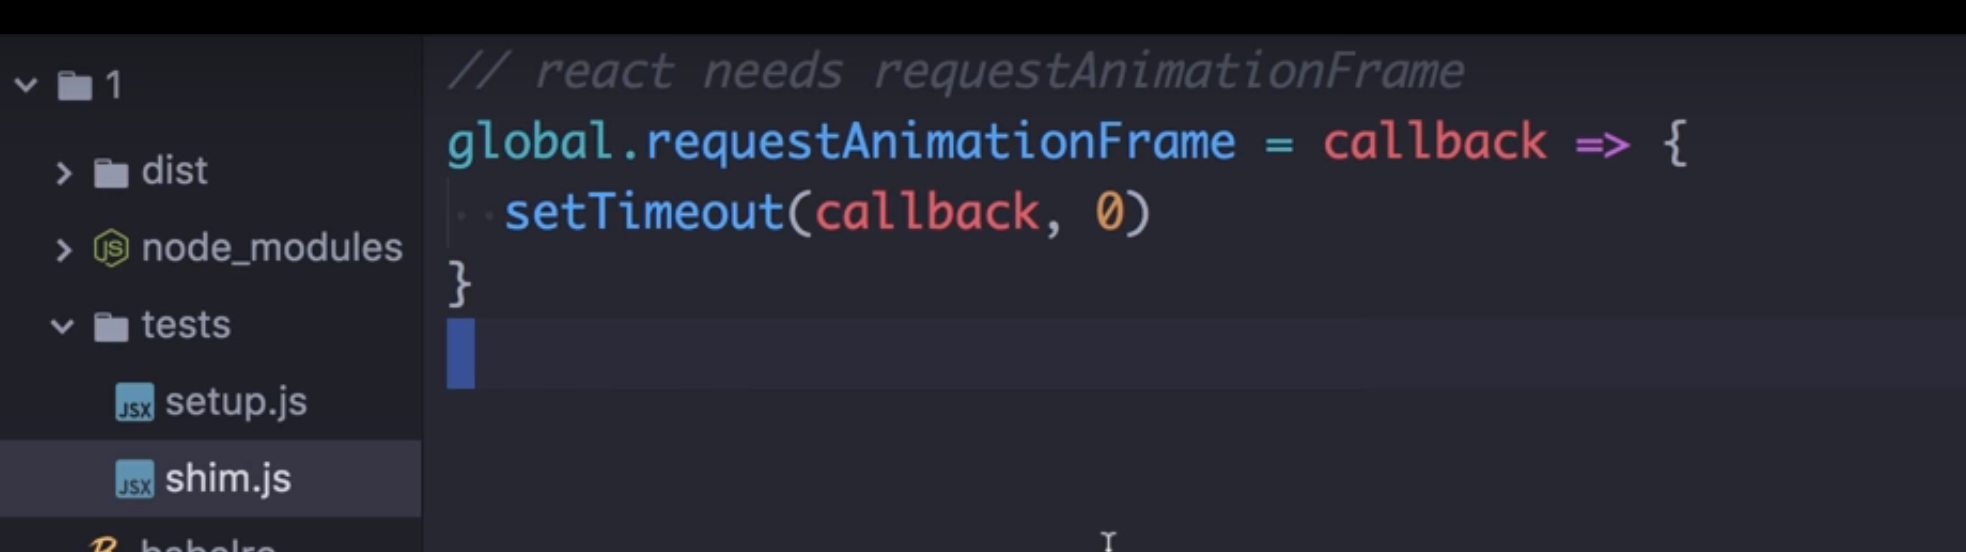 1
dist
node_modules
tests
setup.js
shim.js
// react needs requestAnimationFrame
global.requestAnimationFrame = callback => {
  setTimeout(callback, 0)
}